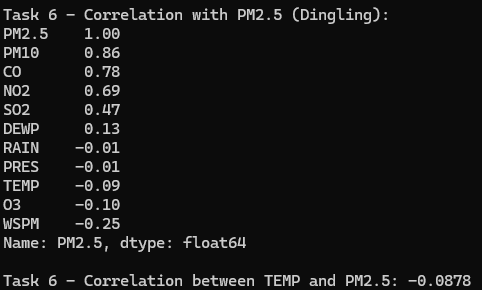 Task 6 - Correlation with PM2.5 (Dingling):
PM2.5    1.00
PM10     0.86
CO       0.78
NO2      0.69
SO2      0.47
DEWP     0.13
RAIN    -0.01
PRES    -0.01
TEMP    -0.09
O3      -0.10
WSPM    -0.25
Name: PM2.5, dtype: float64

Task 6 - Correlation between TEMP and PM2.5: -0.0878